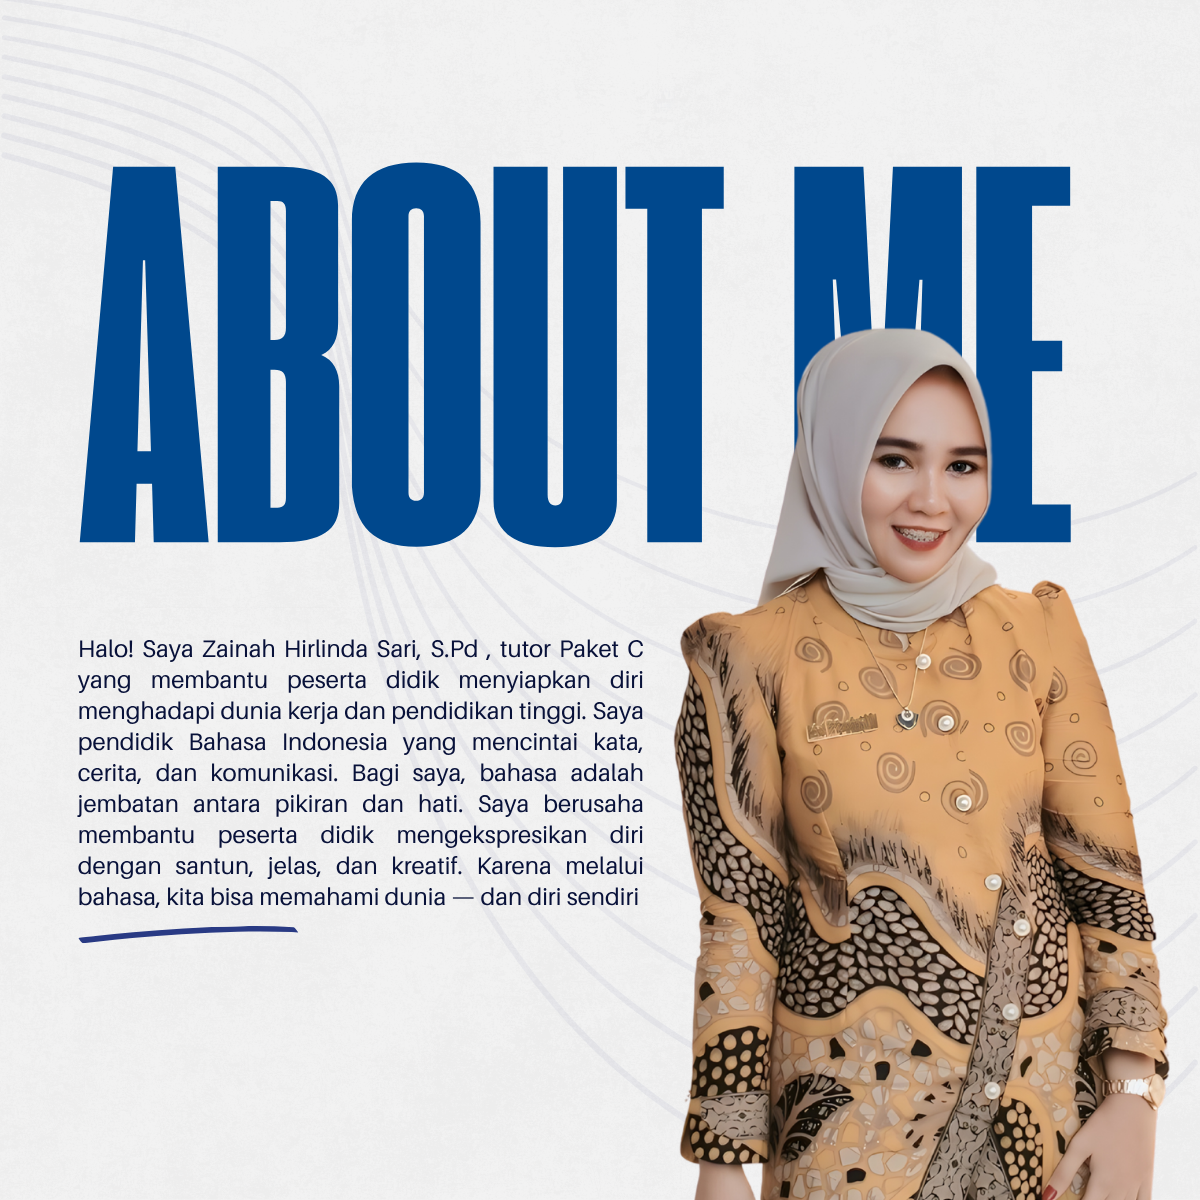 ABOUT ME
Halo! Saya Zainah Hirlinda Sari, S.Pd , tutor Paket C
yang membantu peserta didik menyiapkan diri
menghadapi dunia kerja dan pendidikan tinggi. Saya
pendidik Bahasa Indonesia yang mencintai kata,
cerita, dan komunikasi. Bagi saya, bahasa adalah
jembatan antara pikiran dan hati. Saya berusaha
membantu peserta didik mengekspresikan diri
dengan santun, jelas, dan kreatif. Karena melalui
bahasa, kita bisa memahami dunia — dan diri sendiri